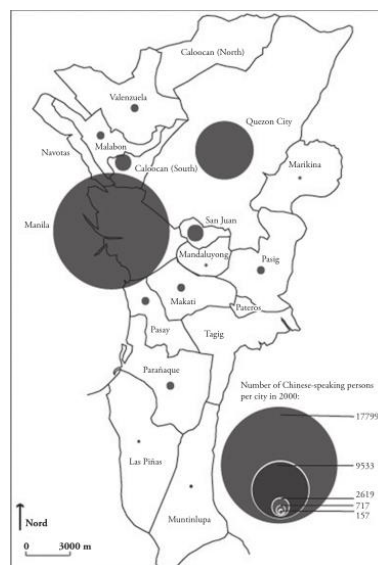 Caloocan (North)
Valenzuela
Quezon City
Malabon
Navotas
Caloocan (South)
Marikina
Manila
San Juan
Mandaluyong
Pasig
Makati
Pateros
Pasay
Tagig
Parañaque
Number of Chinese-speaking persons
per city in 2000:
17799
9533
2619
717
157
Las Piñas
Muntinlupa
Nord
0 3000 m